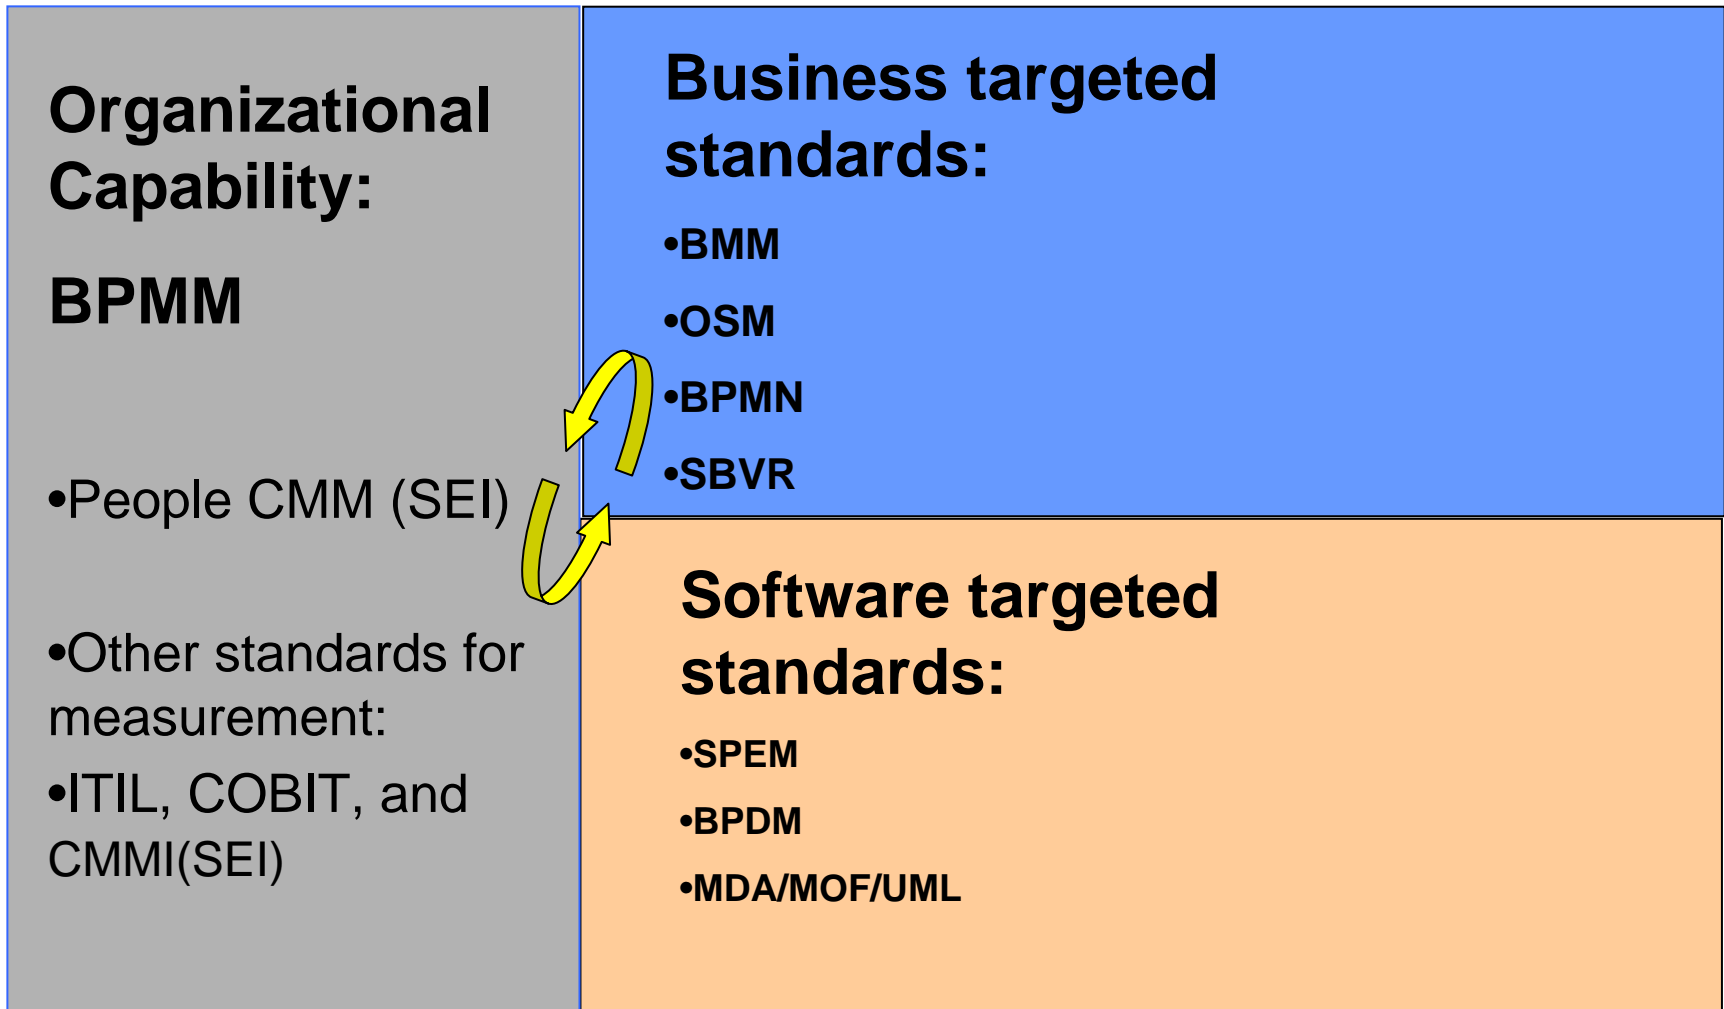 Organizational
Capability:
BPMM
•People CMM (SEI)
•Other standards for
measurement:
•ITIL, COBIT, and
CMMI(SEI)
Business targeted
standards:
•BMM
•OSM
•BPMN
•SBVR
Software targeted
standards:
•SPEM
•BPDM
•MDA/MOF/UML